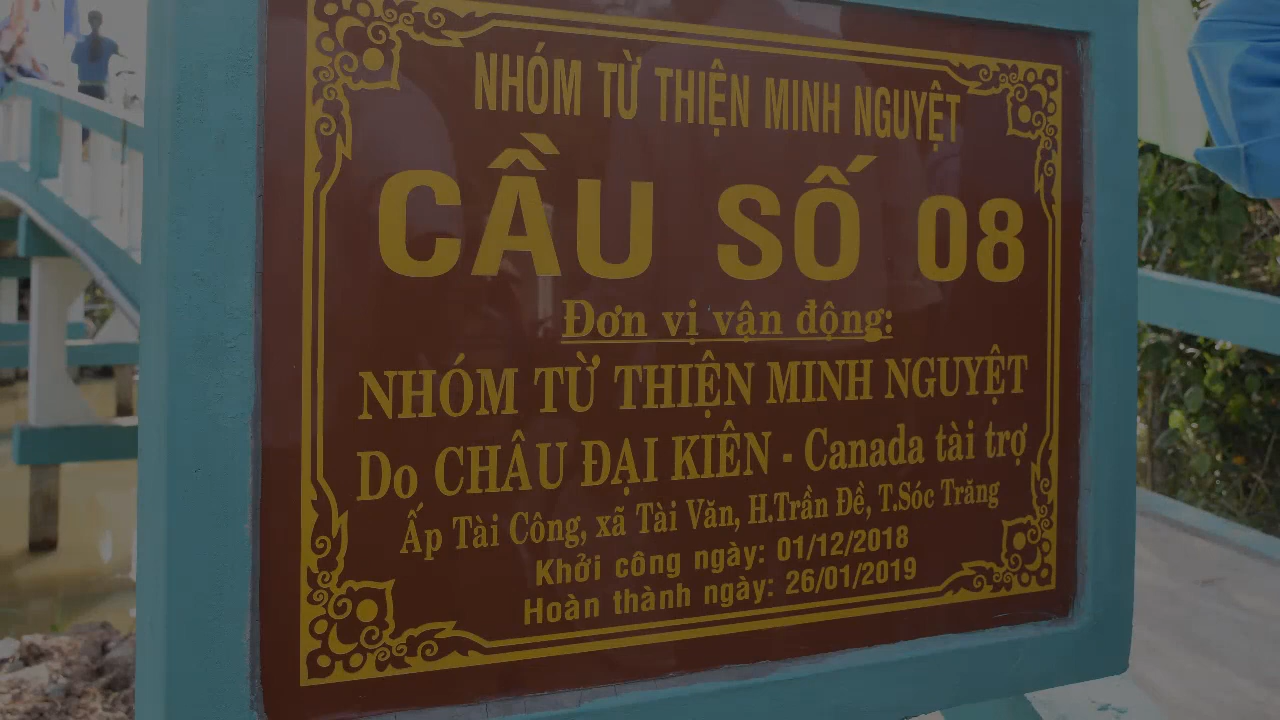 NHÓM TỪ THIỆN MINH NGUYỆT
CẦU SỐ 08
Đơn vị vận động:
NHÓM TỪ THIỆN MINH NGUYỆT
Do CHÂU ĐẠI KIÊN - Canada tài trợ
Ấp Tài Công, xã Tài Văn, H.Trần Đề, T.Sóc Trăng
Khởi công ngày: 01/12/2018
Hoàn thành ngày: 26/01/2019